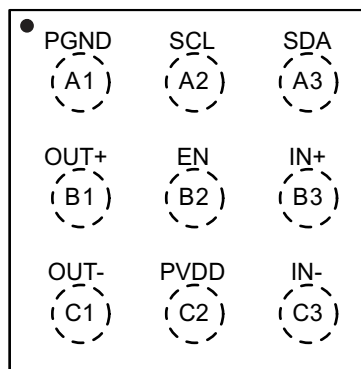 PGND SCL SDA
A1 A2 A3
OUT+ EN IN+
B1 B2 B3
OUT- PVDD IN-
C1 C2 C3